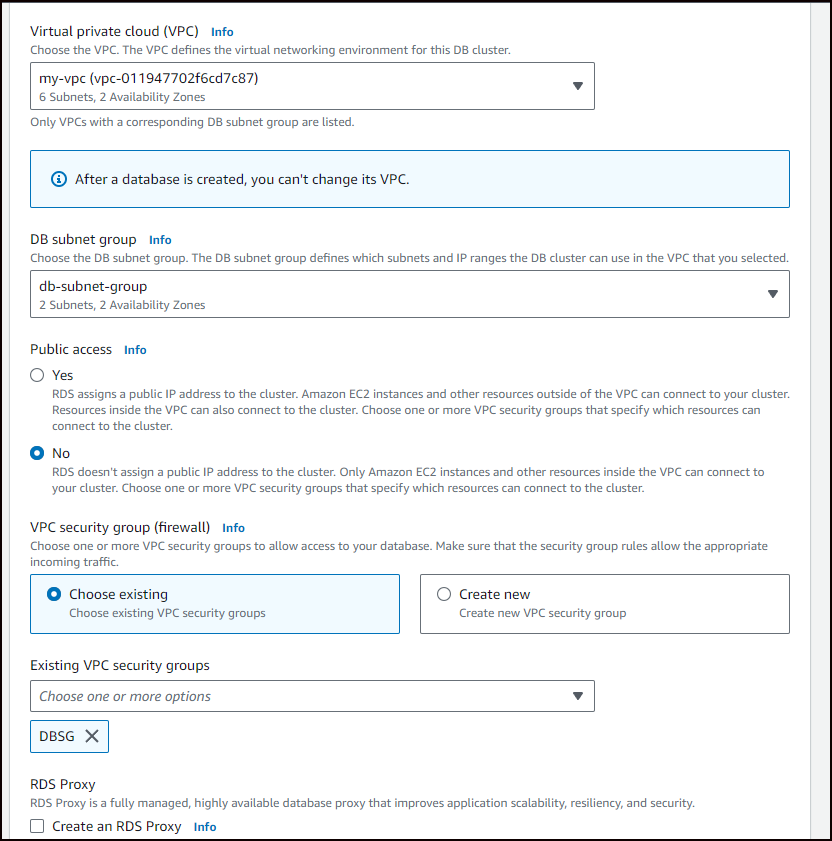 Virtual private cloud (VPC) Info
Choose the VPC. The VPC defines the virtual networking environment for this DB cluster.
my-vpc (vpc-011947702f6cd7c87)
6 Subnets, 2 Availability Zones
Only VPCs with a corresponding DB subnet group are listed.
After a database is created, you can't change its VPC.
DB subnet group Info
Choose the DB subnet group. The DB subnet group defines which subnets and IP ranges the DB cluster can use in the VPC that you selected.
db-subnet-group
2 Subnets, 2 Availability Zones
Public access Info
Yes
RDS assigns a public IP address to the cluster. Amazon EC2 instances and other resources outside of the VPC can connect to your cluster.
Resources inside the VPC can also connect to the cluster. Choose one or more VPC security groups that specify which resources can
connect to the cluster.
No
RDS doesn't assign a public IP address to the cluster. Only Amazon EC2 instances and other resources inside the VPC can connect to
your cluster. Choose one or more VPC security groups that specify which resources can connect to the cluster.
VPC security group (firewall) Info
Choose one or more VPC security groups to allow access to your database. Make sure that the security group rules allow the appropriate
incoming traffic.
Choose existing
Choose existing VPC security groups
Create new
Create new VPC security group
Existing VPC security groups
Choose one or more options
DBSG
RDS Proxy
RDS Proxy is a fully managed, highly available database proxy that improves application scalability, resiliency, and security.
Create an RDS Proxy Info